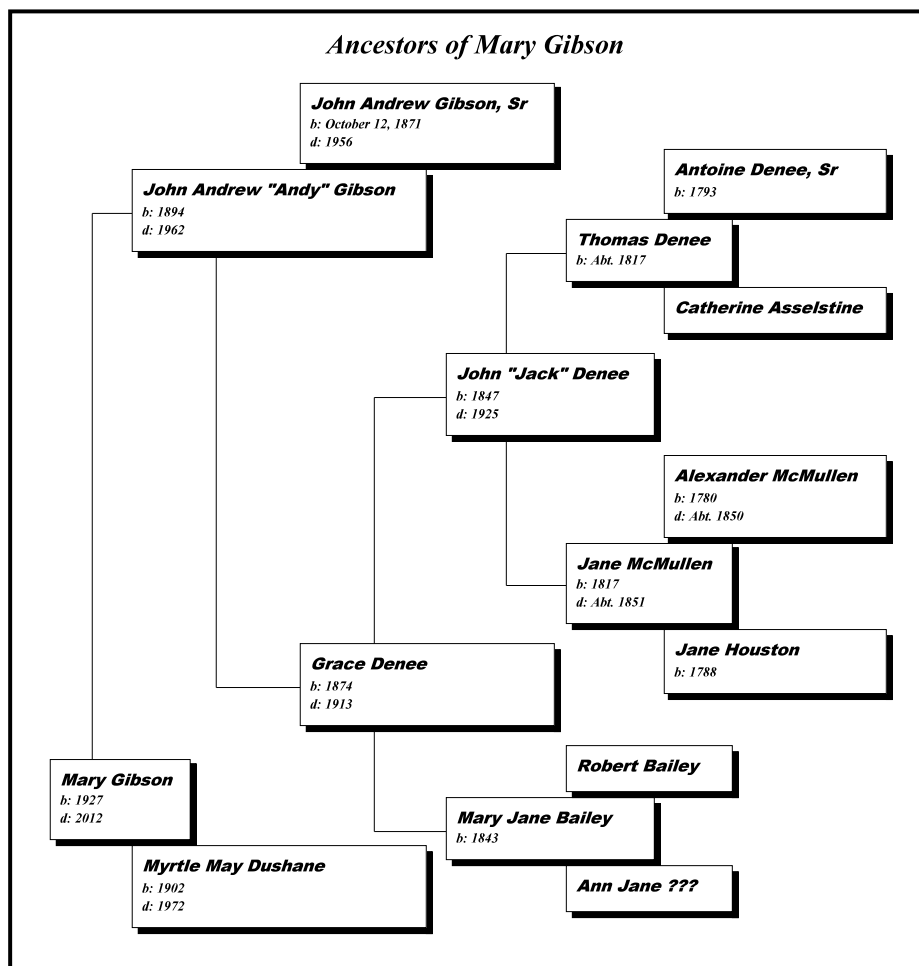 Ancestors of Mary Gibson
John Andrew Gibson, Sr
b: October 12, 1871
d: 1956
John Andrew "Andy" Gibson
b: 1894
d: 1962
Antoine Denee, Sr
b: 1793
Thomas Denee
b: Abt. 1817
Catherine Asselstine
John "Jack" Denee
b: 1847
d: 1925
Alexander McMullen
b: 1780
d: Abt. 1850
Jane McMullen
b: 1817
d: Abt. 1851
Jane Houston
b: 1788
Grace Denee
b: 1874
d: 1913
Robert Bailey
Mary Jane Bailey
b: 1843
Ann Jane ???
Mary Gibson
b: 1927
d: 2012
Myrtle May Dushane
b: 1902
d: 1972